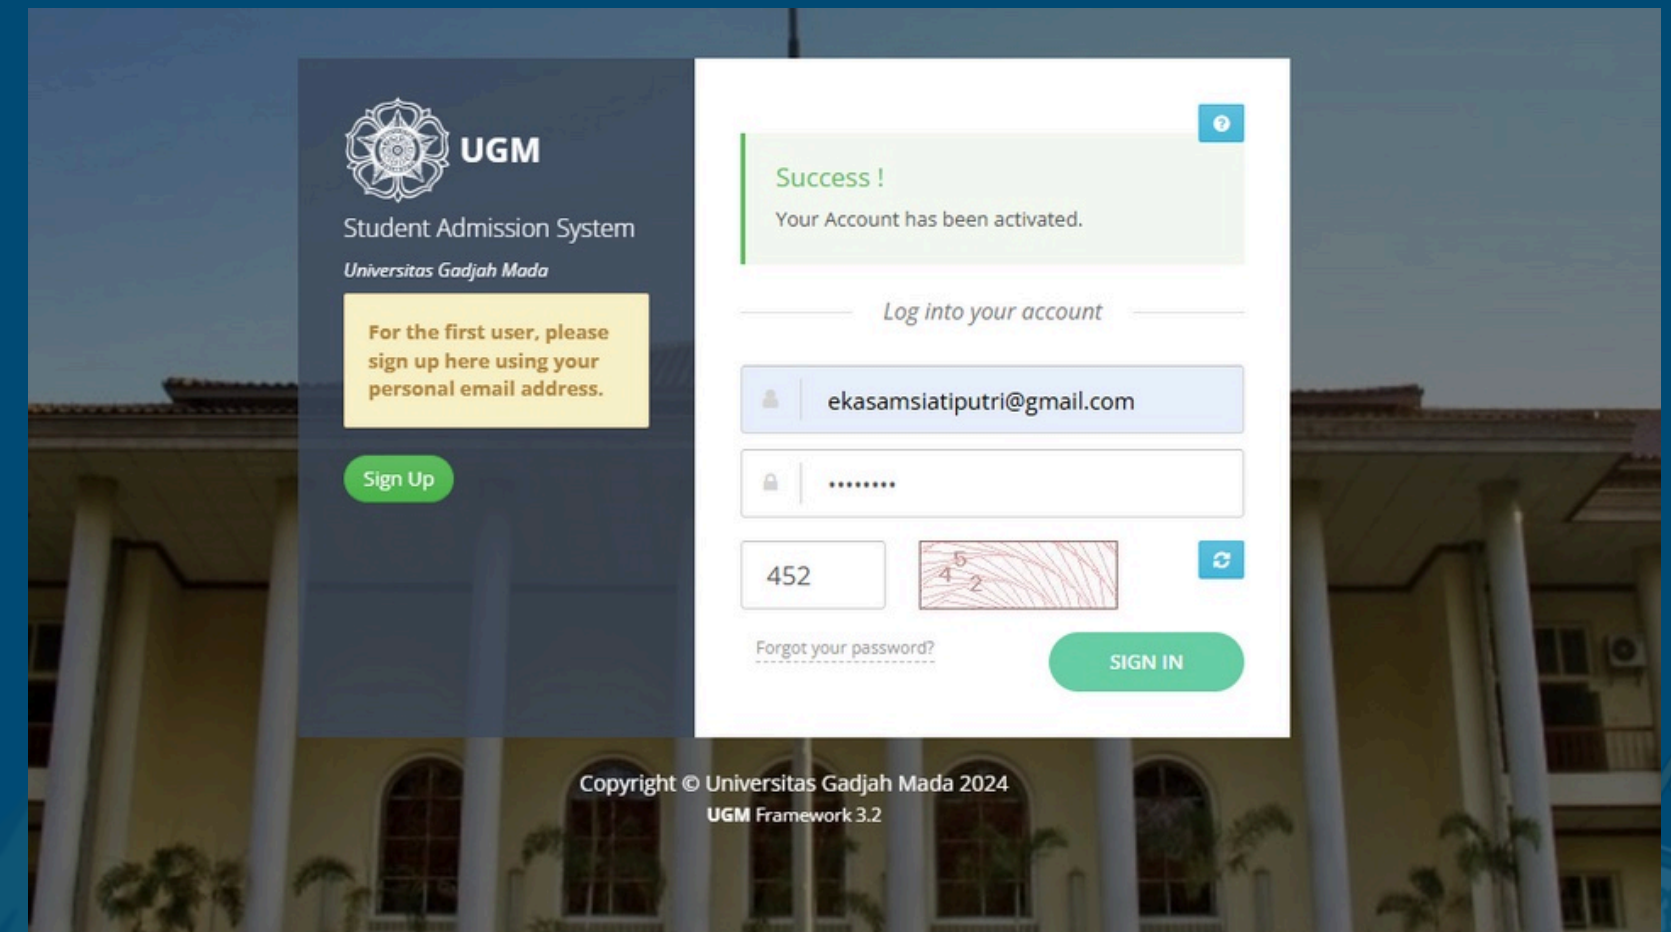 UGM
Student Admission System
Universitas Gadjah Mada
For the first user, please
sign up here using your
personal email address.
Sign Up
Success !
Your Account has been activated.
Log into your account
ekasamsiatiputri@gmail.com
••••••••
452
452
Forgot your password?
SIGN IN
Copyright © Universitas Gadjah Mada 2024
UGM Framework 3.2